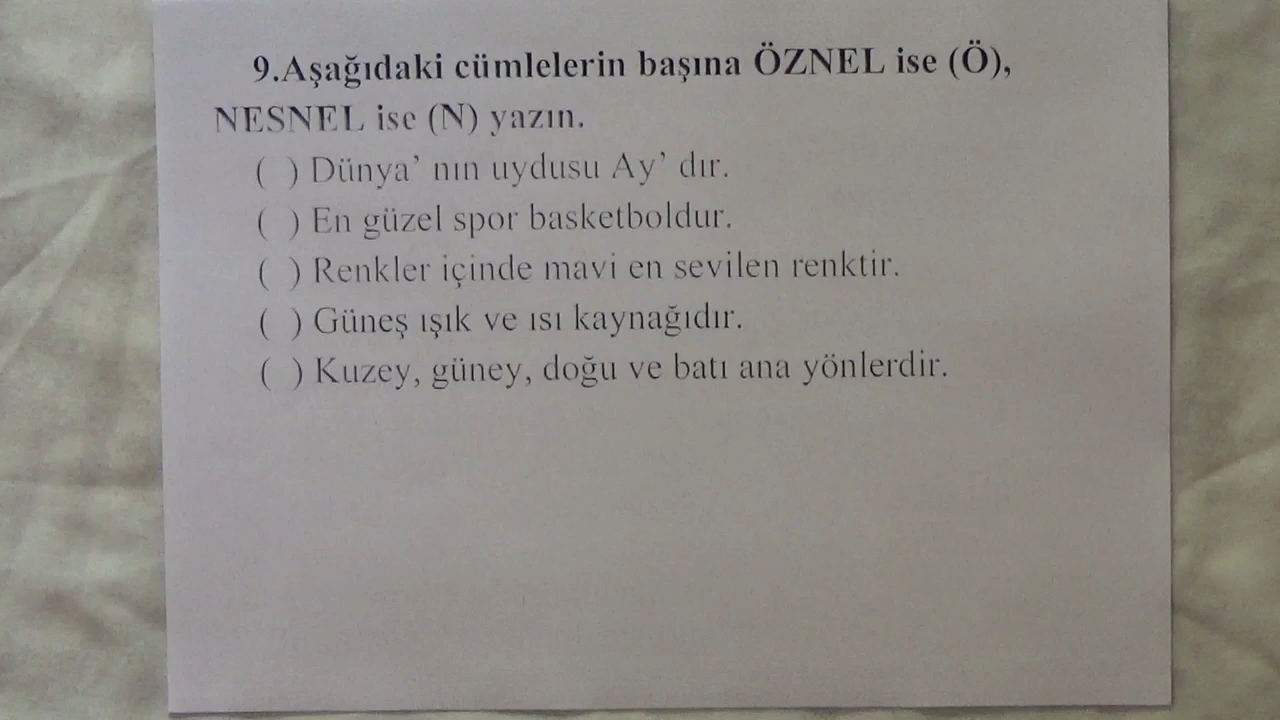 9.Aşağıdaki cümlelerin başına ÖZNEL ise (Ö),
NESNEL ise (N) yazın.
( ) Dünya’ nın uydusu Ay’ dır.
( ) En güzel spor basketboldur.
( ) Renkler içinde mavi en sevilen renktir.
( ) Güneş ışık ve ısı kaynağıdır.
( ) Kuzey, güney, doğu ve batı ana yönlerdir.